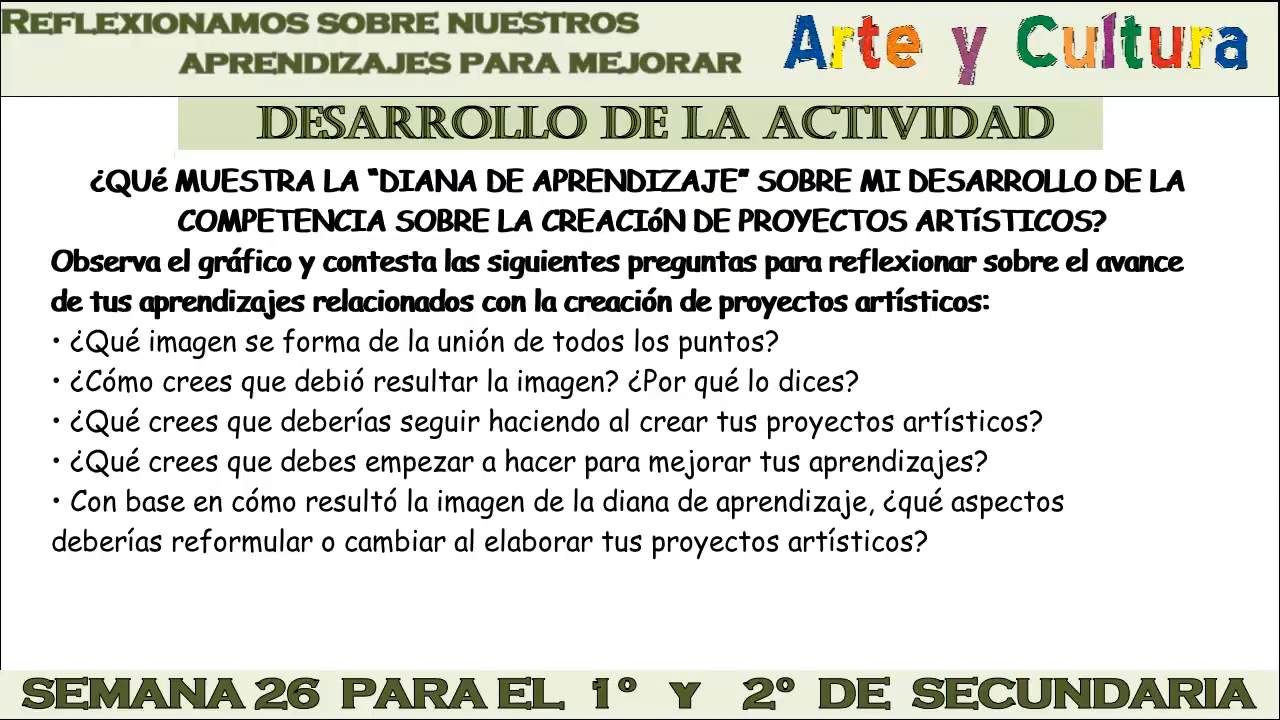 REFLEXIONAMOS SOBRE NUESTROS
APRENDIZAJES PARA MEJORAR
Arte y Cultura
DESARROLLO DE LA ACTIVIDAD
¿QUé MUESTRA LA “DIANA DE APRENDIZAJE” SOBRE MI DESARROLLO DE LA
COMPETENCIA SOBRE LA CREACIóN DE PROYECTOS ARTíSTICOS?
Observa el gráfico y contesta las siguientes preguntas para reflexionar sobre el avance
de tus aprendizajes relacionados con la creación de proyectos artísticos:
• ¿Qué imagen se forma de la unión de todos los puntos?
• ¿Cómo crees que debió resultar la imagen? ¿Por qué lo dices?
• ¿Qué crees que deberías seguir haciendo al crear tus proyectos artísticos?
• ¿Qué crees que debes empezar a hacer para mejorar tus aprendizajes?
• Con base en cómo resultó la imagen de la diana de aprendizaje, ¿qué aspectos
deberías reformular o cambiar al elaborar tus proyectos artísticos?
SEMANA 26 PARA EL 1º Y 2º DE SECUNDARIA